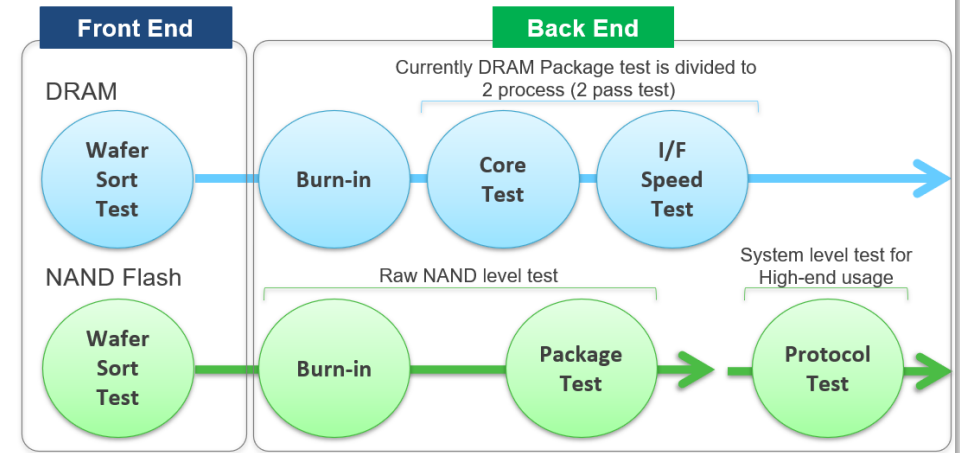 Front End
Back End
Currently DRAM Package test is divided to
2 process (2 pass test)
DRAM
Wafer
Sort
Test
Burn-in
Core
Test
I/F
Speed
Test
System level test for
High-end usage
NAND Flash
Raw NAND level test
Wafer
Sort
Test
Burn-in
Package
Test
Protocol
Test